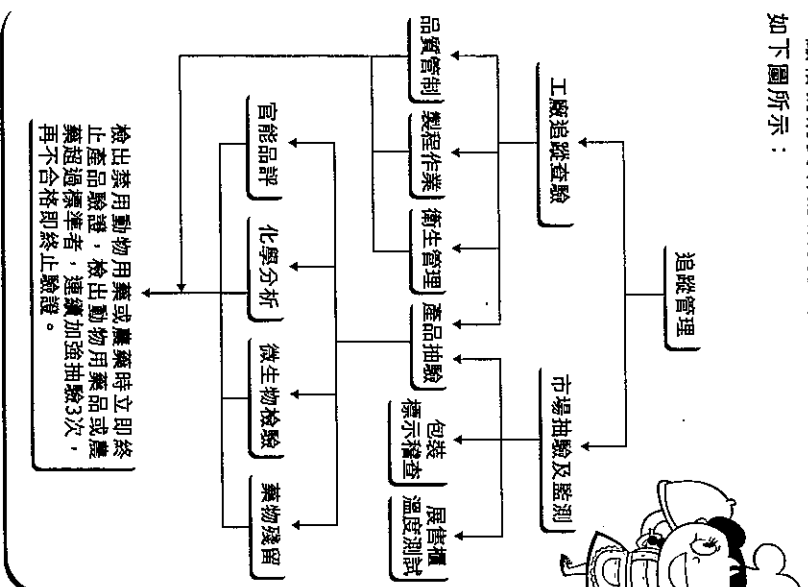 如下圖所示：
追蹤管理
工廠追蹤查驗
市場抽驗及監測
品質管制
製程作業
衛生管理
產品抽驗
包裝
標示稽查
展售櫃
溫度測試
官能品評
化學分析
微生物檢驗
藥物殘留
檢出禁用動物用藥或農藥時立即終
止產品驗證，檢出動物用藥品或農
藥超過標準者，連續加強抽驗3次，
再不合格即終止驗證。